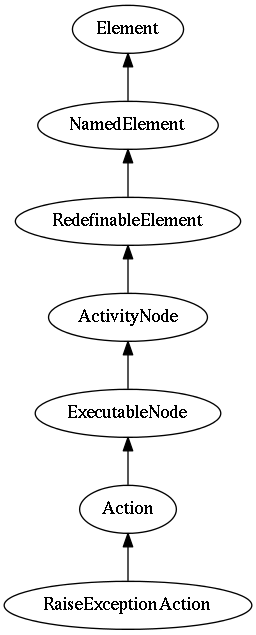 Element
NamedElement
RedefinableElement
ActivityNode
ExecutableNode
Action
RaiseExceptionAction